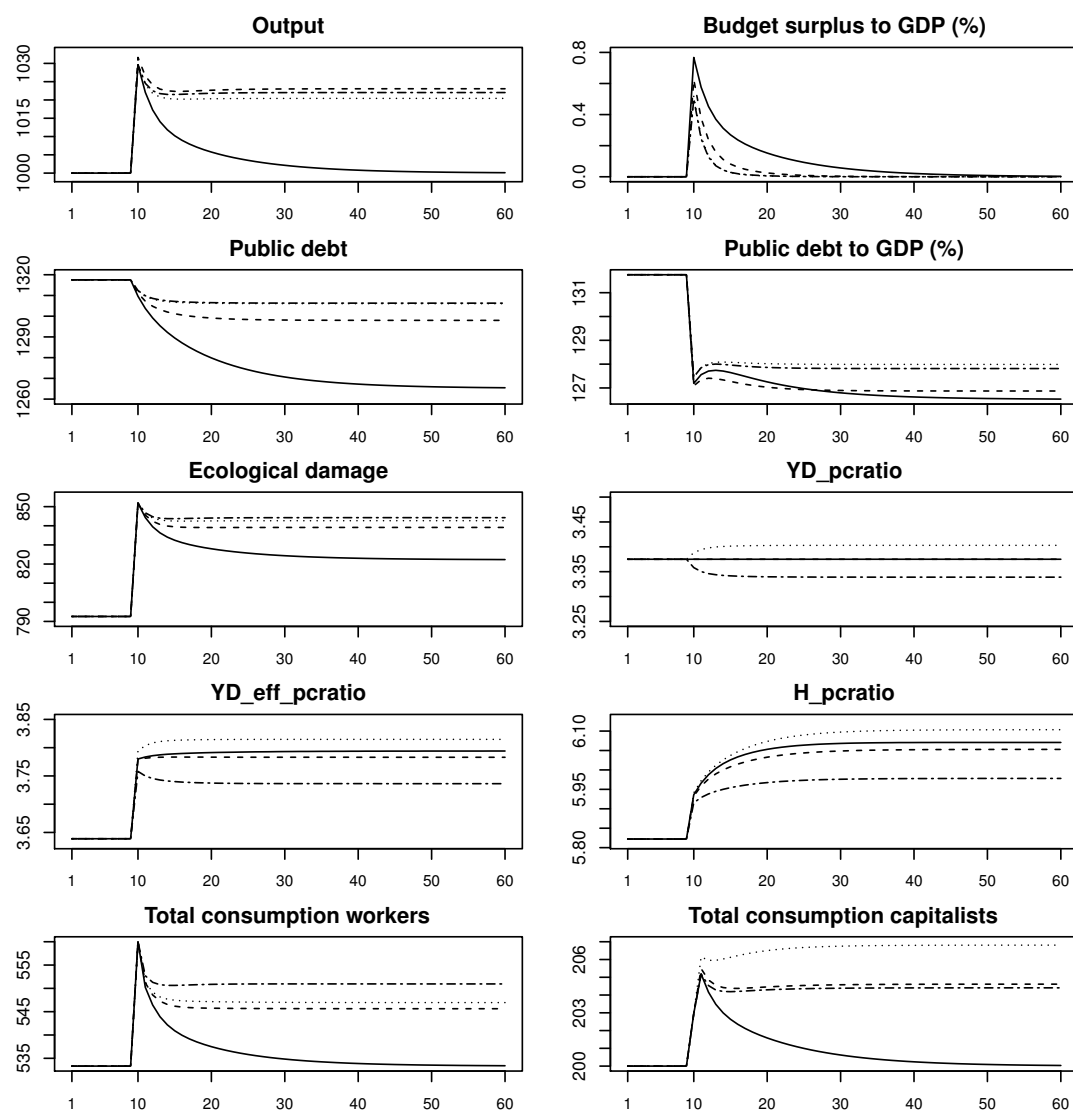 Output
1000 1015 1030
1 10 20 30 40 50 60
Budget surplus to GDP (%)
0.0 0.4 0.8
1 10 20 30 40 50 60
Public debt
1260 1290 1320
1 10 20 30 40 50 60
Public debt to GDP (%)
127 129 131
1 10 20 30 40 50 60
Ecological damage
790 820 850
1 10 20 30 40 50 60
YD_pcratio
3.25 3.35 3.45
1 10 20 30 40 50 60
YD_eff_pcratio
3.65 3.75 3.85
1 10 20 30 40 50 60
H_pcratio
5.80 5.95 6.10
1 10 20 30 40 50 60
Total consumption workers
535 545 555
1 10 20 30 40 50 60
Total consumption capitalists
200 203 206
1 10 20 30 40 50 60